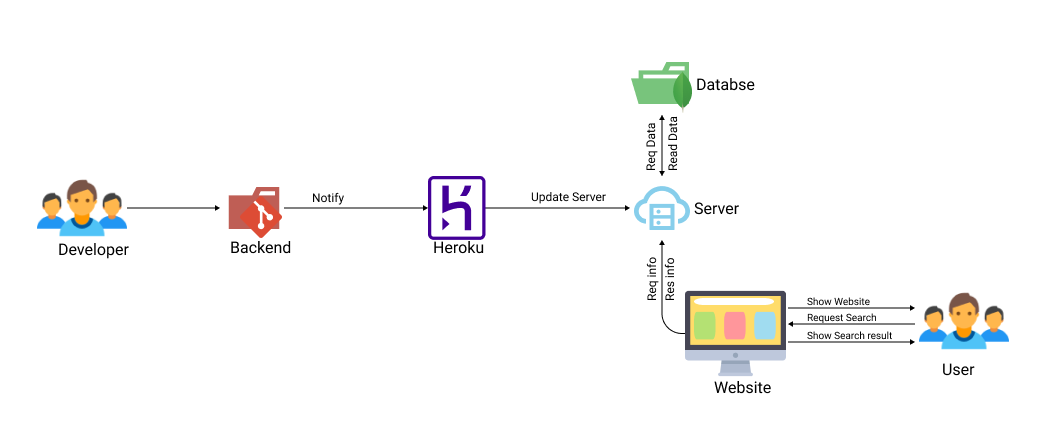 Databse
Req Data
Read Data
Notify
Update Server
Server
Developer
Backend
Heroku
Req info
Res info
Show Website
Request Search
Show Search result
Website
User